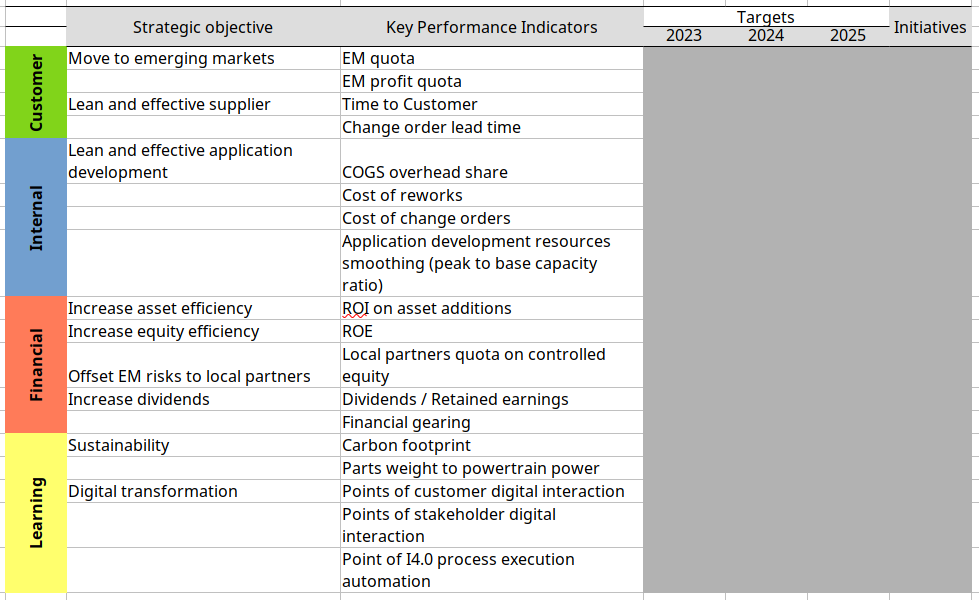 Strategic objective Key Performance Indicators Targets Initiatives
2023 2024 2025
Customer
Move to emerging markets EM quota
EM profit quota
Lean and effective supplier Time to Customer
Change order lead time
Internal
Lean and effective application
development COGS overhead share
Cost of reworks
Cost of change orders
Application development resources
smoothing (peak to base capacity
ratio)
Financial
Increase asset efficiency ROI on asset additions
Increase equity efficiency ROE
Local partners quota on controlled
Offset EM risks to local partners equity
Increase dividends Dividends / Retained earnings
Financial gearing
Learning
Sustainability Carbon footprint
Parts weight to powertrain power
Digital transformation Points of customer digital interaction
Points of stakeholder digital
interaction
Point of I4.0 process execution
automation